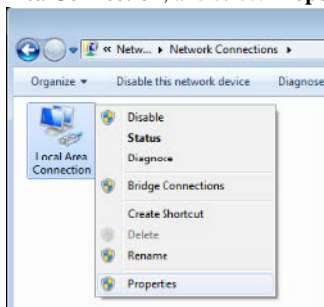 « Netw... ▸ Network Connections ▸
Organize ▾ Disable this network device Diagnose
Local Area
Connection
Disable
Status
Diagnose
Bridge Connections
Create Shortcut
Delete
Rename
Properties